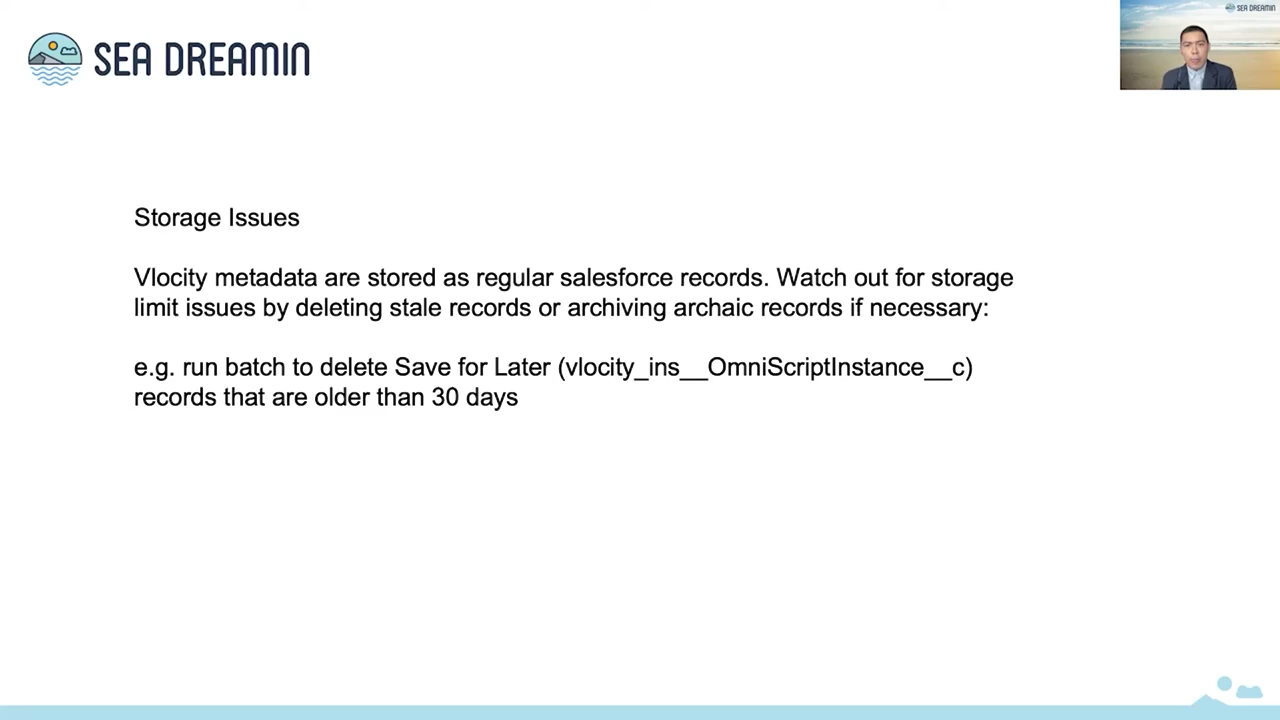 SEA DREAMIN
SEA DREAMIN
Storage Issues
Vlocity metadata are stored as regular salesforce records. Watch out for storage
limit issues by deleting stale records or archiving archaic records if necessary:
e.g. run batch to delete Save for Later (vlocity_ins__OmniScriptInstance__c)
records that are older than 30 days